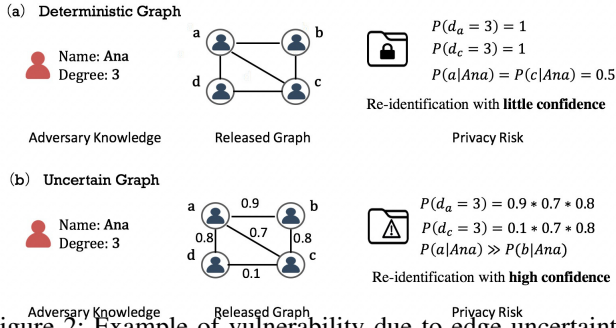 (a) Deterministic Graph
Name: Ana
Degree: 3
a
b
d
c
P(d_a = 3) = 1
P(d_c = 3) = 1
P(a|Ana) = P(c|Ana) = 0.5
Re-identification with little confidence
Adversary Knowledge
Released Graph
Privacy Risk
(b) Uncertain Graph
Name: Ana
Degree: 3
a
0.9
b
0.8
0.7
0.8
d
0.1
c
P(d_a = 3) = 0.9 * 0.7 * 0.8
P(d_c = 3) = 0.1 * 0.7 * 0.8
P(a|Ana) ≫ P(b|Ana)
Re-identification with high confidence
Adversary Knowledge
Released Graph
Privacy Risk
igure 2: Example of vulnerability due to edge uncertaint